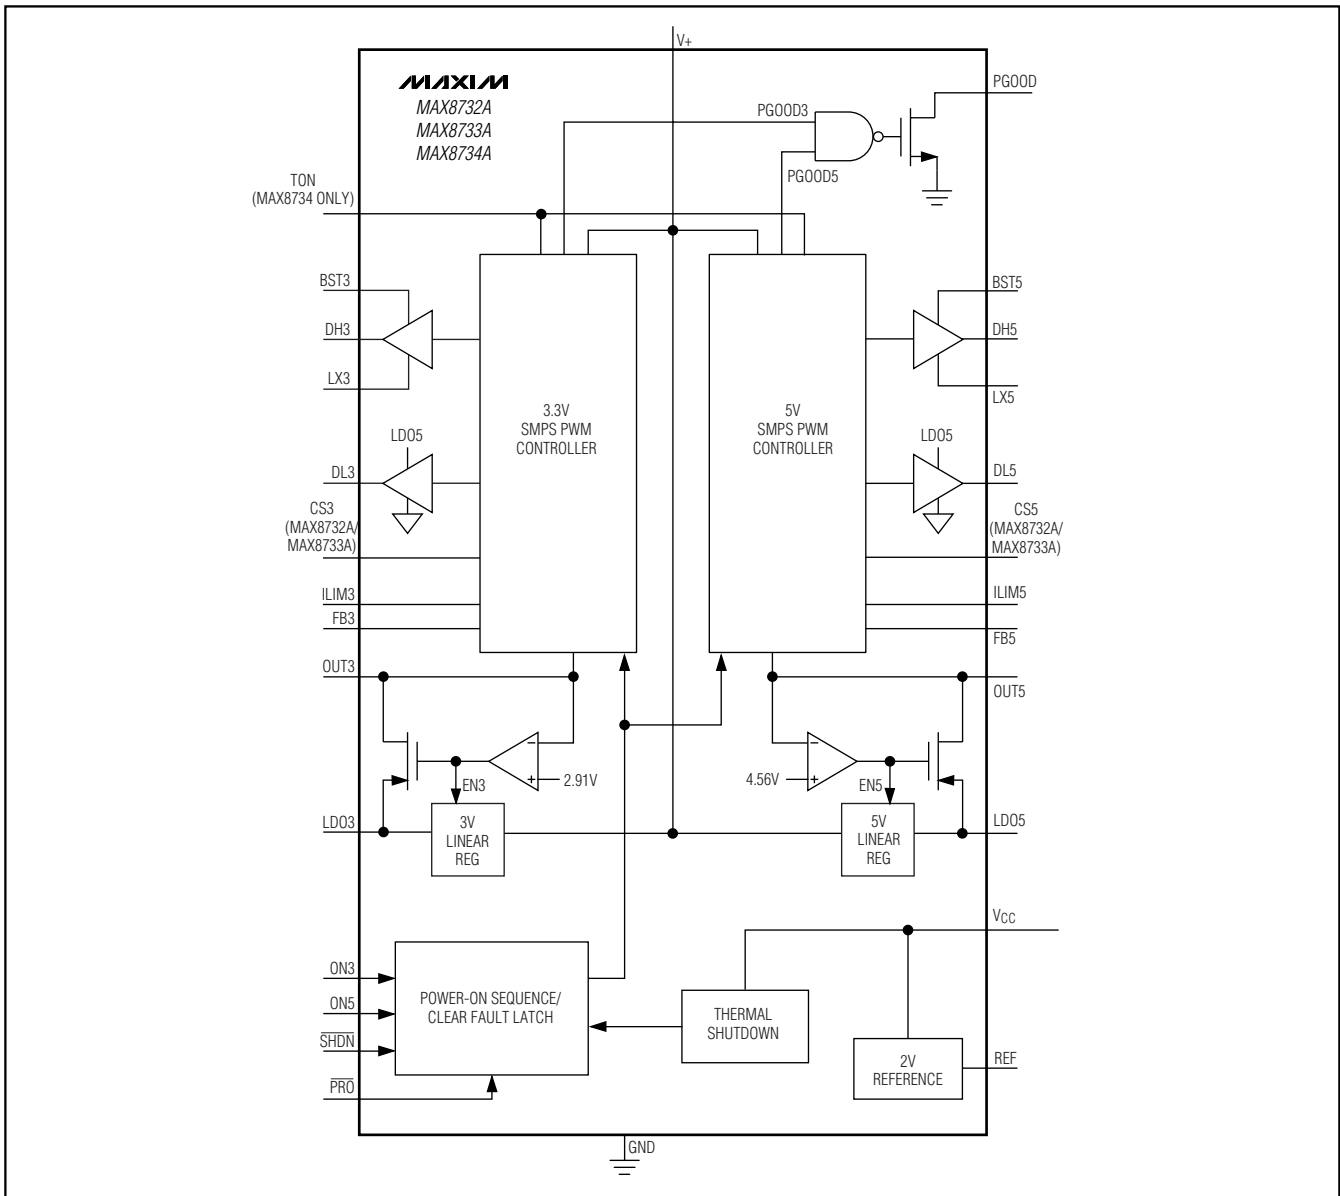 V+
MAXIM
MAX8732A
MAX8733A
MAX8734A
PGOOD
PGOOD3
PGOOD5
TON
(MAX8734 ONLY)
BST3
BST5
DH3
DH5
LX3
LX5
3.3V
SMPS PWM
CONTROLLER
5V
SMPS PWM
CONTROLLER
LDO5
LDO5
DL3
DL5
CS3
(MAX8732A/
MAX8733A)
CS5
(MAX8732A/
MAX8733A)
ILIM3
ILIM5
FB3
FB5
OUT3
OUT5
2.91V
4.56V
EN3
EN5
LDO3
3V
LINEAR
REG
5V
LINEAR
REG
LDO5
VCC
ON3
ON5
SHDN
PRO
POWER-ON SEQUENCE/
CLEAR FAULT LATCH
THERMAL
SHUTDOWN
2V
REFERENCE
REF
GND